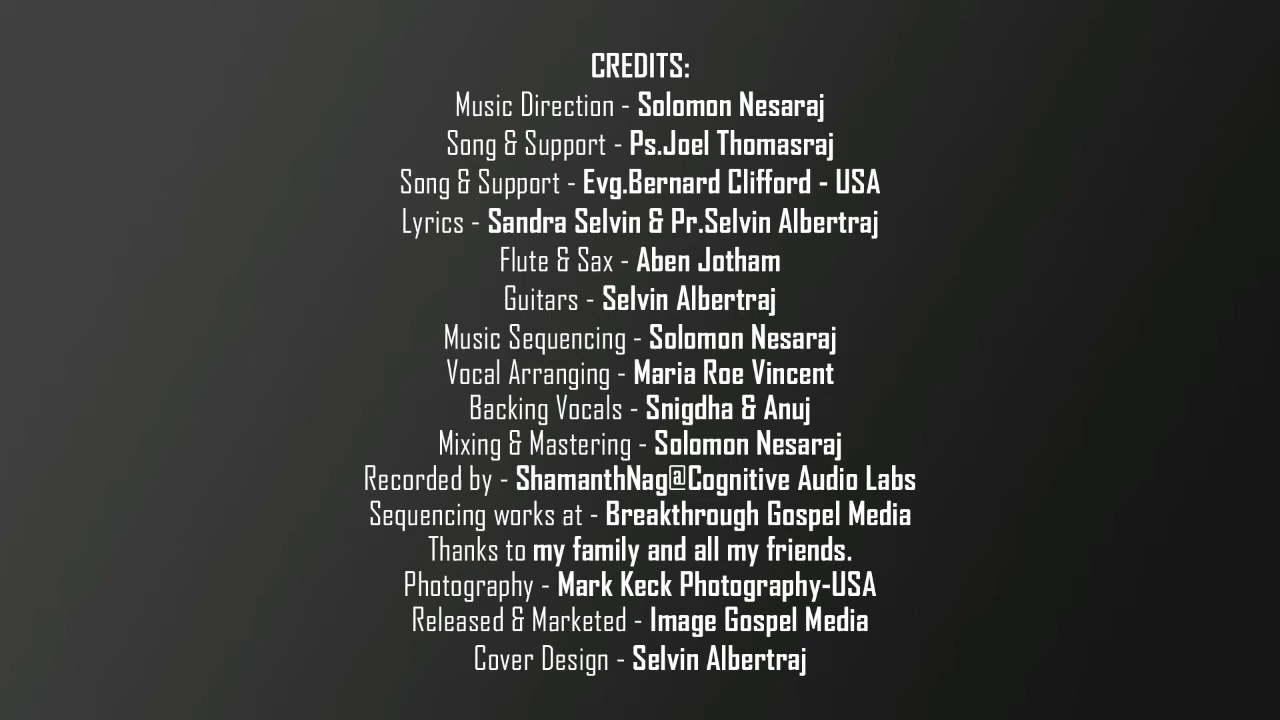 CREDITS:
Music Direction - Solomon Nesaraj
Song & Support - Ps.Joel Thomasraj
Song & Support - Evg.Bernard Clifford - USA
Lyrics - Sandra Selvin & Pr.Selvin Albertraj
Flute & Sax - Aben Jotham
Guitars - Selvin Albertraj
Music Sequencing - Solomon Nesaraj
Vocal Arranging - Maria Roe Vincent
Backing Vocals - Snigdha & Anuj
Mixing & Mastering - Solomon Nesaraj
Recorded by - ShamanthNag@Cognitive Audio Labs
Sequencing works at - Breakthrough Gospel Media
Thanks to my family and all my friends.
Photography - Mark Keck Photography-USA
Released & Marketed - Image Gospel Media
Cover Design - Selvin Albertraj